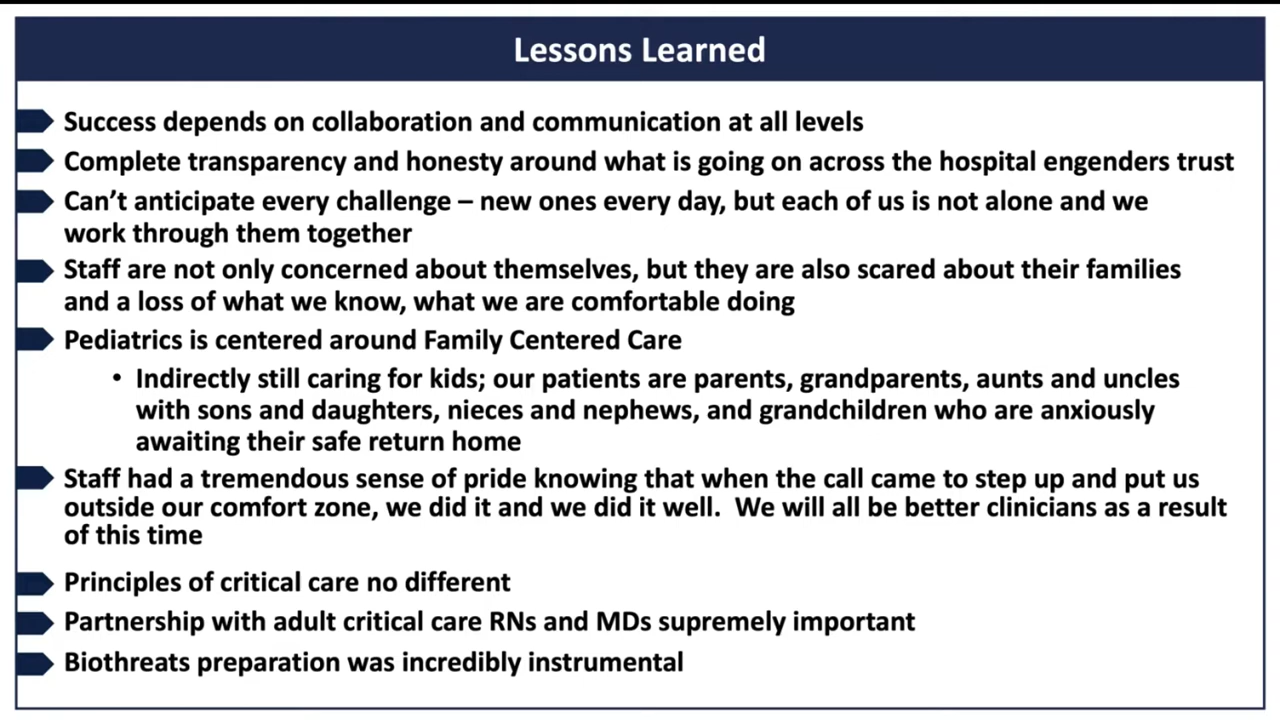 Lessons Learned
Success depends on collaboration and communication at all levels
Complete transparency and honesty around what is going on across the hospital engenders trust
Can’t anticipate every challenge – new ones every day, but each of us is not alone and we
work through them together
Staff are not only concerned about themselves, but they are also scared about their families
and a loss of what we know, what we are comfortable doing
Pediatrics is centered around Family Centered Care
• Indirectly still caring for kids; our patients are parents, grandparents, aunts and uncles
with sons and daughters, nieces and nephews, and grandchildren who are anxiously
awaiting their safe return home
Staff had a tremendous sense of pride knowing that when the call came to step up and put us
outside our comfort zone, we did it and we did it well.  We will all be better clinicians as a result
of this time
Principles of critical care no different
Partnership with adult critical care RNs and MDs supremely important
Biothreats preparation was incredibly instrumental